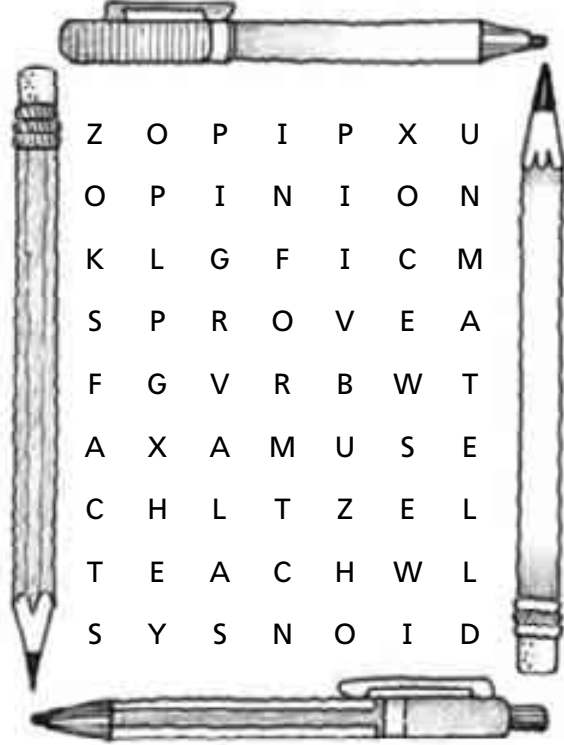 Z O P I P X U
O P I N I O N
K L G F I C M
S P R O V E A
F G V R B W T
A X A M U S E
C H L T Z E L
T E A C H W L
S Y S N O I D